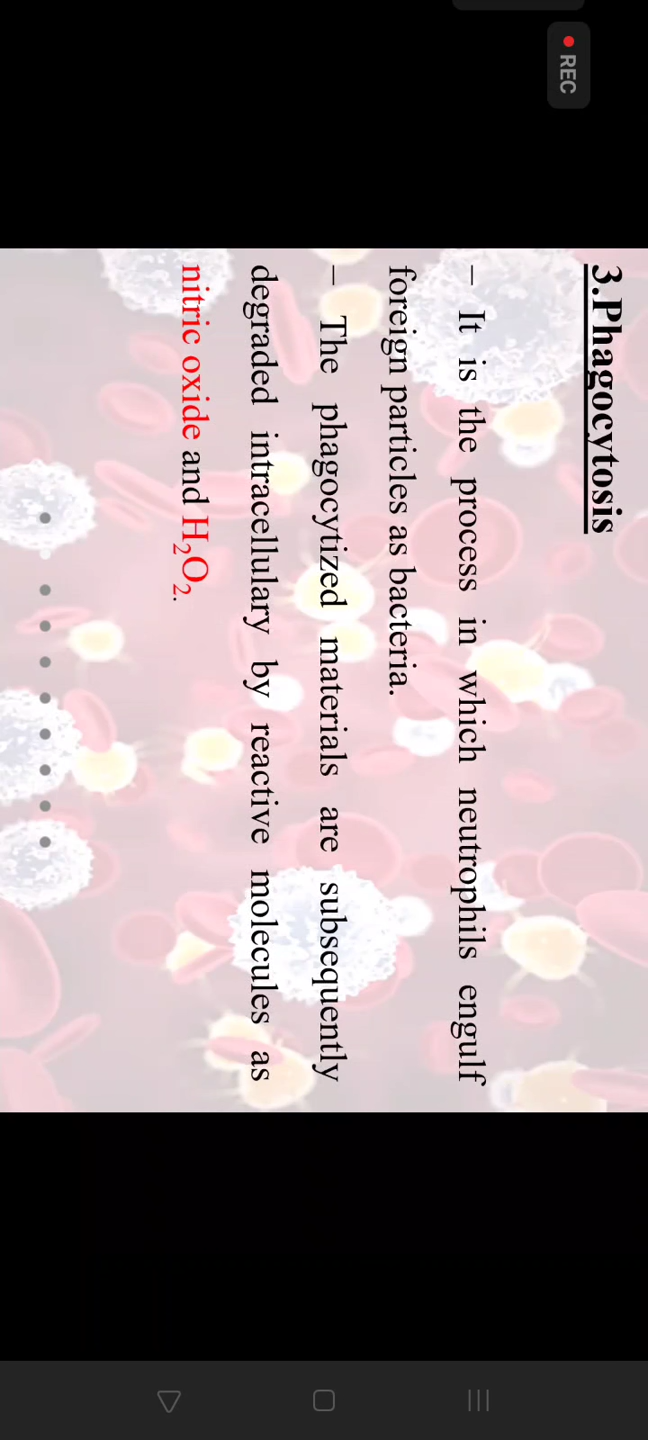 REC
3.Phagocytosis
– It is the process in which neutrophils engulf
foreign particles as bacteria.
– The phagocytized materials are subsequently
degraded intracellulary by reactive molecules as
nitric oxide and H₂O₂.